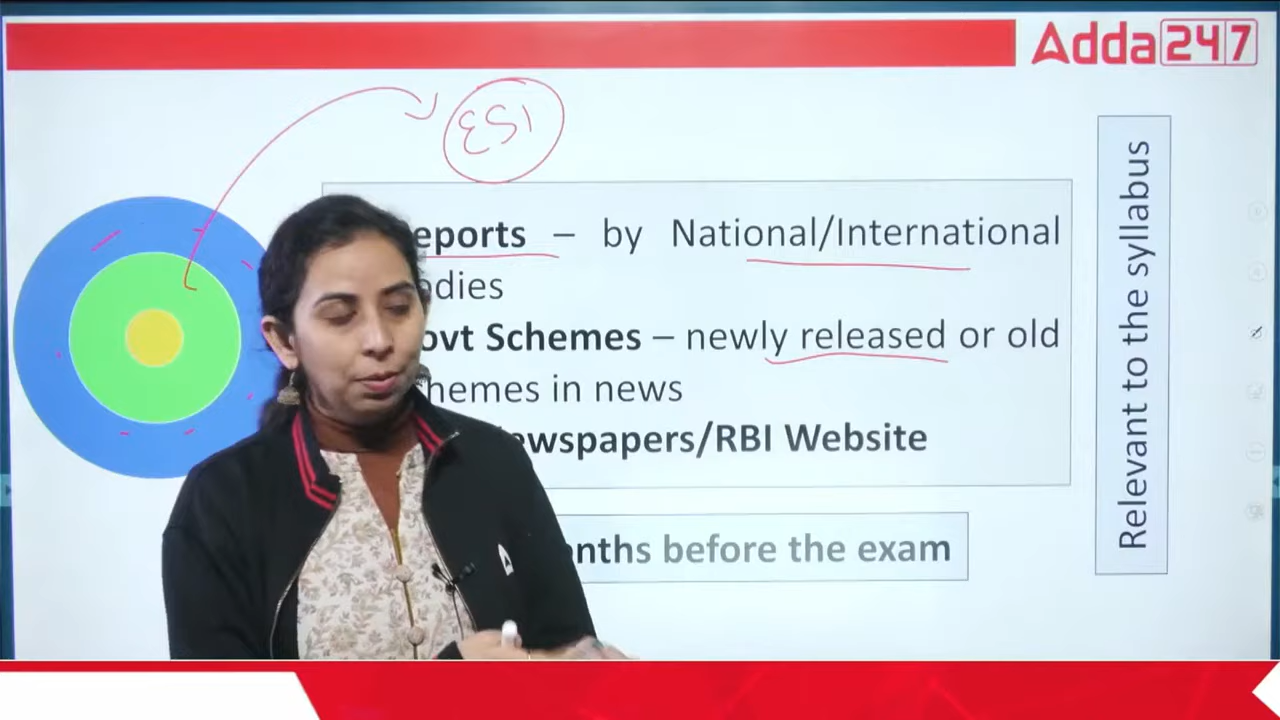 Adda247
ESI
eports – by National/International
odies
ovt Schemes – newly released or old
hemes in news
ewspapers/RBI Website
nths before the exam
Relevant to the syllabus